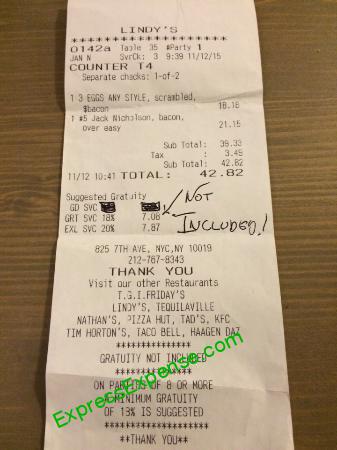 LINDY'S
************************
0142a Table 35 #Party 1
JAN N SvrCk: 3 9:39 11/12/15
COUNTER T4
Separate checks: 1-of-2
1 3 EGGS ANY STYLE, scrambled,
$bacon 18.18
1 #5 Jack Nicholson, bacon,
over easy 21.15
Sub Total: 39.33
Tax : 3.49
Sub Total: 42.82
11/12 10:41 TOTAL: 42.82
Suggested Gratuity
GD SVC
GRT SVC 18% 7.08
EXL SVC 20% 7.87
NOT
INCLUDED!
825 7TH AVE, NYC,NY 10019
212-767-8343
THANK YOU
Visit our other Restaurants
T.G.I.FRIDAY'S
LINDY'S, TEQUILAVILLE
NATHAN'S, PIZZA HUT, TAD'S, KFC
TIM HORTON'S, TACO BELL, HAAGEN DAZ
****************
GRATUITY NOT INCLUDED
****************
ON PARTIES OF 8 OR MORE
A MINIMUM GRATUITY
OF 18% IS SUGGESTED
********************
**THANK YOU**
ExpressExpense.com